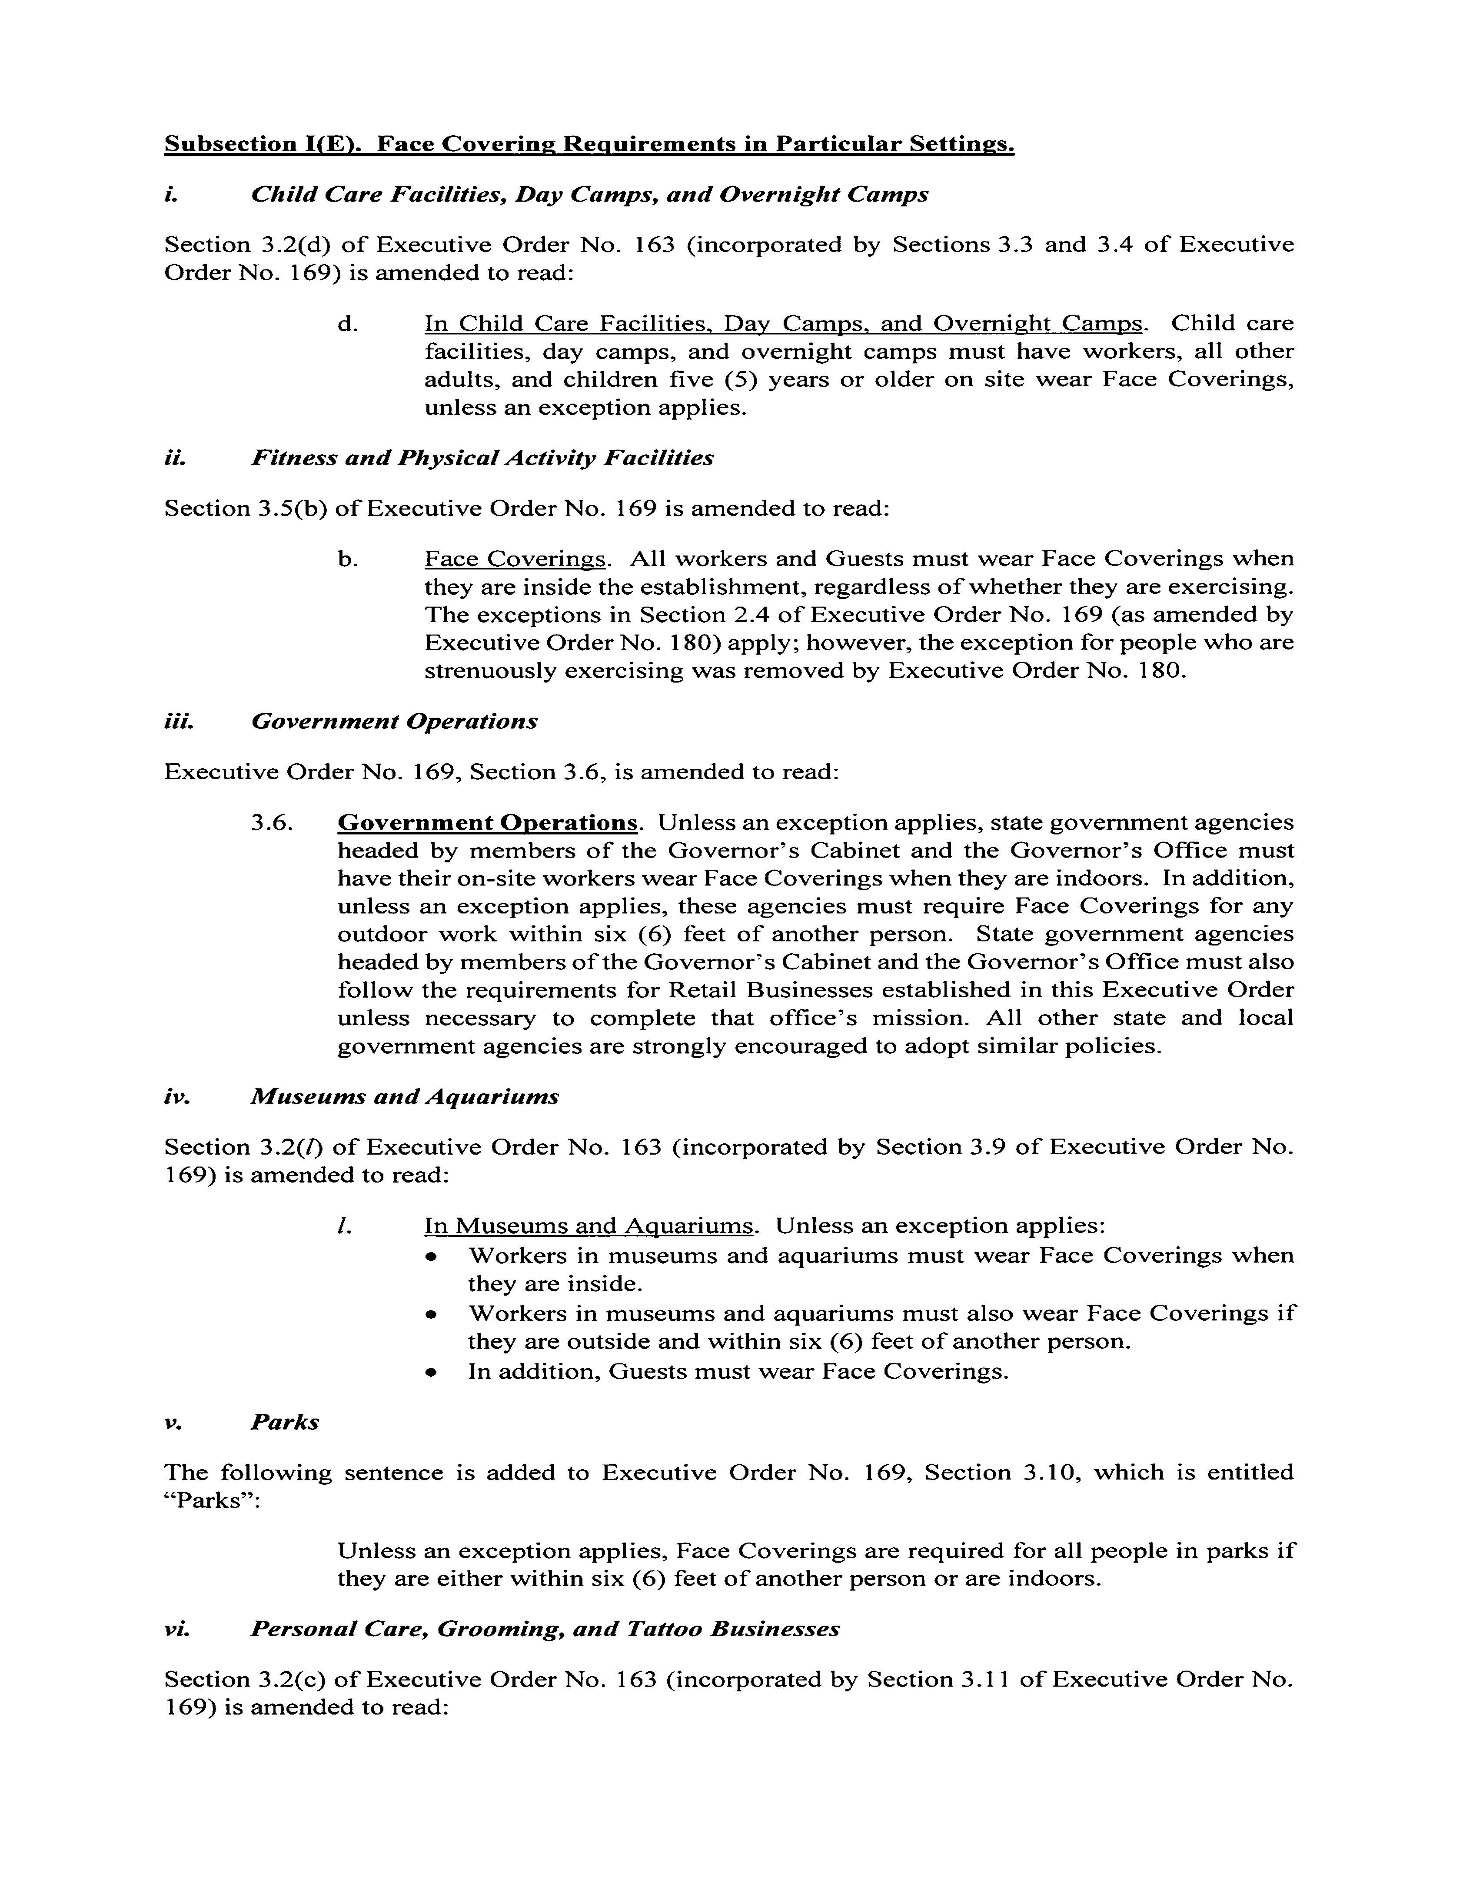 Subsection I(E). Face Covering Requirements in Particular Settings.
i. Child Care Facilities, Day Camps, and Overnight Camps
Section 3.2(d) of Executive Order No. 163 (incorporated by Sections 3.3 and 3.4 of Executive
Order No. 169) is amended to read:
d. In Child Care Facilities, Day Camps, and Overnight Camps. Child care
facilities, day camps, and overnight camps must have workers, all other
adults, and children five (5) years or older on site wear Face Coverings,
unless an exception applies.
ii. Fitness and Physical Activity Facilities
Section 3.5(b) of Executive Order No. 169 is amended to read:
b. Face Coverings. All workers and Guests must wear Face Coverings when
they are inside the establishment, regardless of whether they are exercising.
The exceptions in Section 2.4 of Executive Order No. 169 (as amended by
Executive Order No. 180) apply; however, the exception for people who are
strenuously exercising was removed by Executive Order No. 180.
iii. Government Operations
Executive Order No. 169, Section 3.6, is amended to read:
3.6. Government Operations. Unless an exception applies, state government agencies
headed by members of the Governor's Cabinet and the Governor's Office must
have their on-site workers wear Face Coverings when they are indoors. In addition,
unless an exception applies, these agencies must require Face Coverings for any
outdoor work within six (6) feet of another person. State government agencies
headed by members of the Governor's Cabinet and the Governor's Office must also
follow the requirements for Retail Businesses established in this Executive Order
unless necessary to complete that office's mission. All other state and local
government agencies are strongly encouraged to adopt similar policies.
iv. Museums and Aquariums
Section 3.2(l) of Executive Order No. 163 (incorporated by Section 3.9 of Executive Order No.
169) is amended to read:
l. In Museums and Aquariums. Unless an exception applies:
• Workers in museums and aquariums must wear Face Coverings when
they are inside.
• Workers in museums and aquariums must also wear Face Coverings if
they are outside and within six (6) feet of another person.
• In addition, Guests must wear Face Coverings.
v. Parks
The following sentence is added to Executive Order No. 169, Section 3.10, which is entitled
“Parks”:
Unless an exception applies, Face Coverings are required for all people in parks if
they are either within six (6) feet of another person or are indoors.
vi. Personal Care, Grooming, and Tattoo Businesses
Section 3.2(c) of Executive Order No. 163 (incorporated by Section 3.11 of Executive Order No.
169) is amended to read: